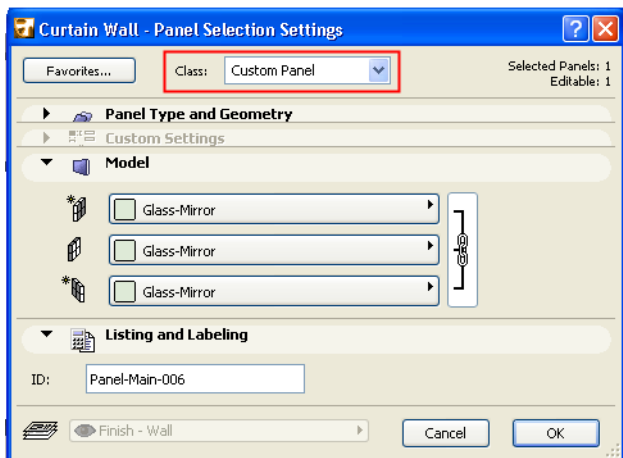 Curtain Wall - Panel Selection Settings
Favorites...
Class:
Custom Panel
Selected Panels: 1
Editable: 1
Panel Type and Geometry
Custom Settings
Model
Glass-Mirror
Glass-Mirror
Glass-Mirror
Listing and Labeling
ID:
Panel-Main-006
Finish - Wall
Cancel
OK